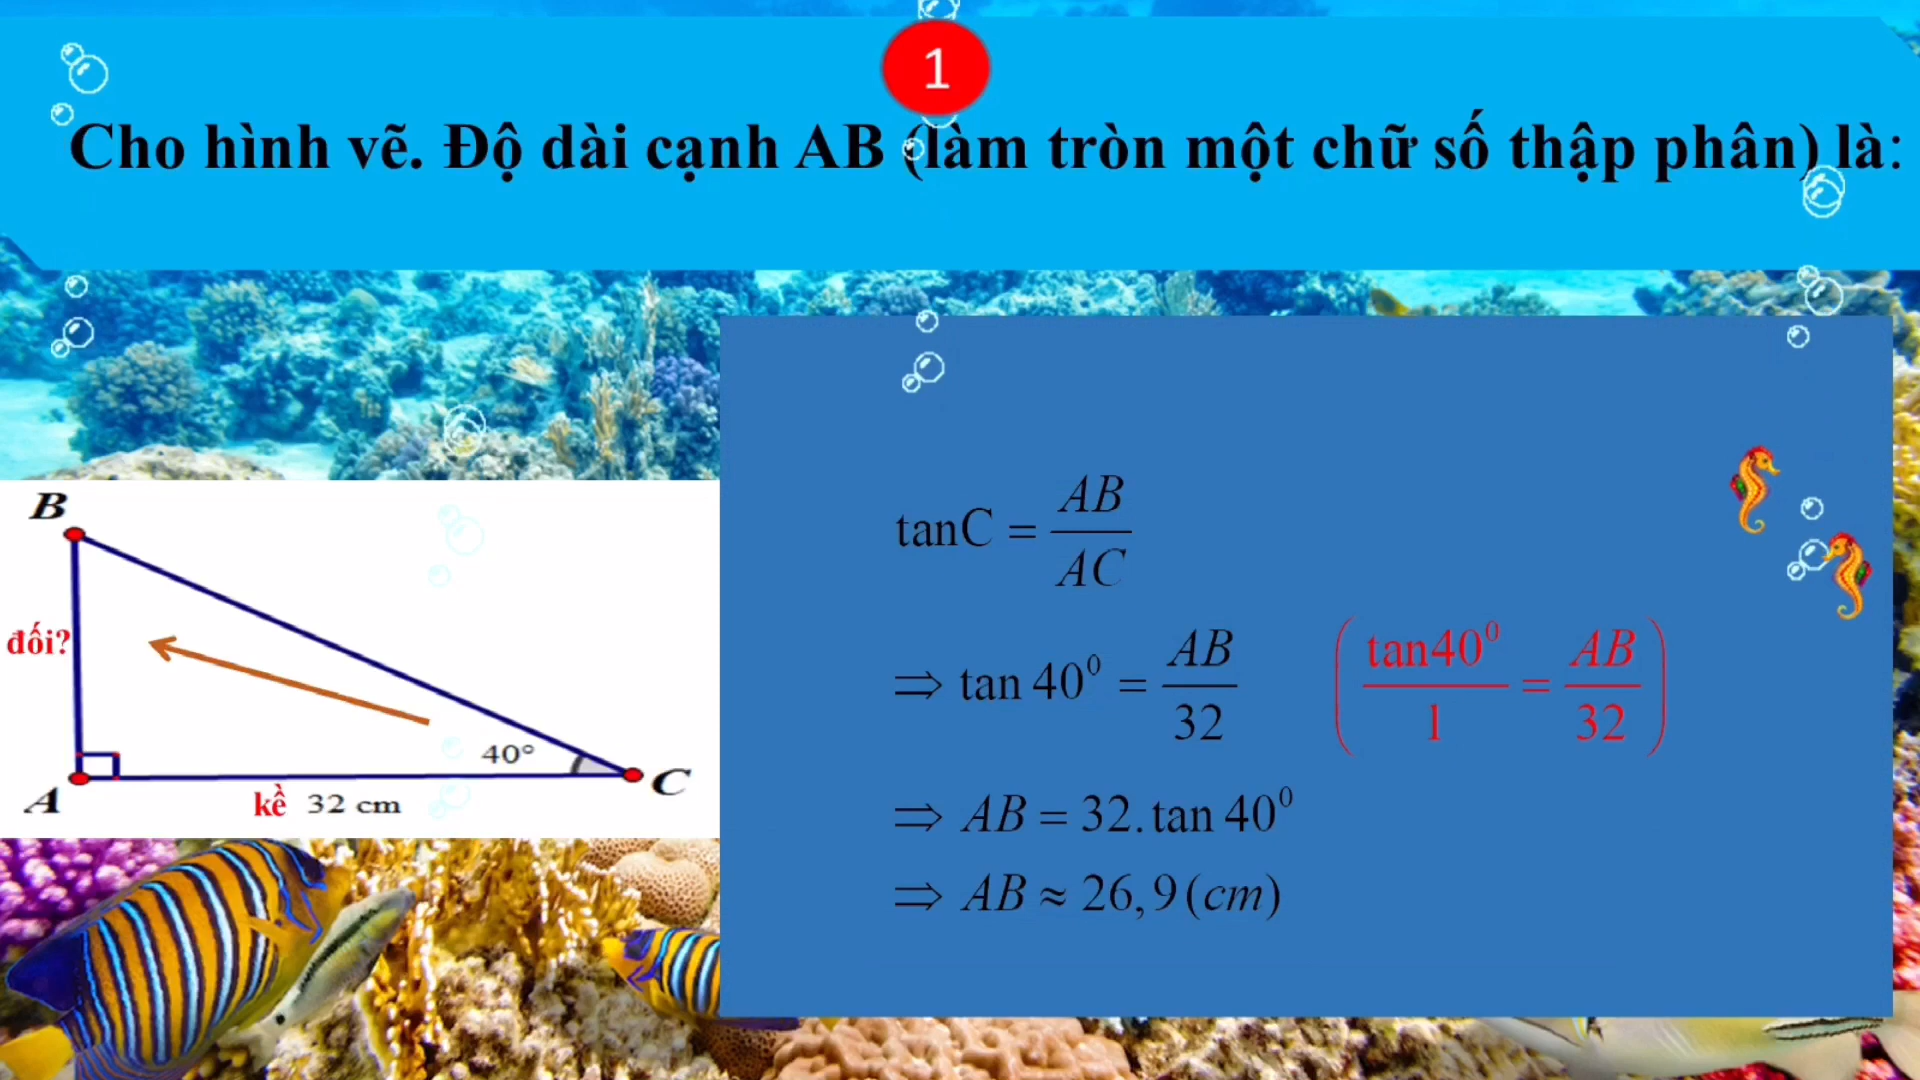 1
Cho hình vẽ. Độ dài cạnh AB (làm tròn một chữ số thập phân) là:
B
đối?
40°
A
kề 32 cm
C
tanC = AB/AC
⇒ tan 40⁰ = AB/32 (tan40⁰/1 = AB/32)
⇒ AB = 32.tan 40⁰
⇒ AB ≈ 26,9(cm)